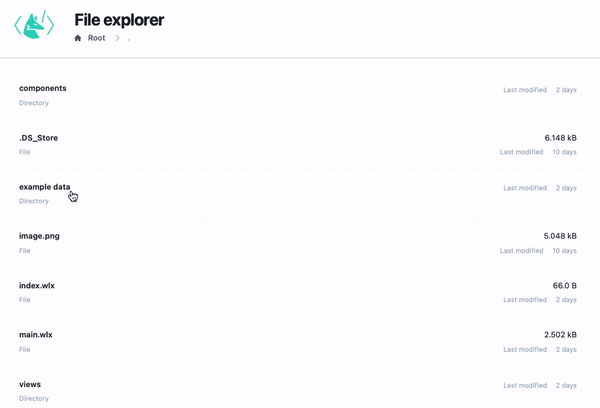 File explorer
Root > .
components
Last modified 2 days
Directory
.DS_Store
6.148 kB
File
Last modified 10 days
example data
Last modified 2 days
Directory
image.png
5.048 kB
File
Last modified 10 days
index.wlx
66.0 B
File
Last modified 2 days
main.wlx
2.502 kB
File
Last modified 2 days
views
Last modified 2 days
Directory